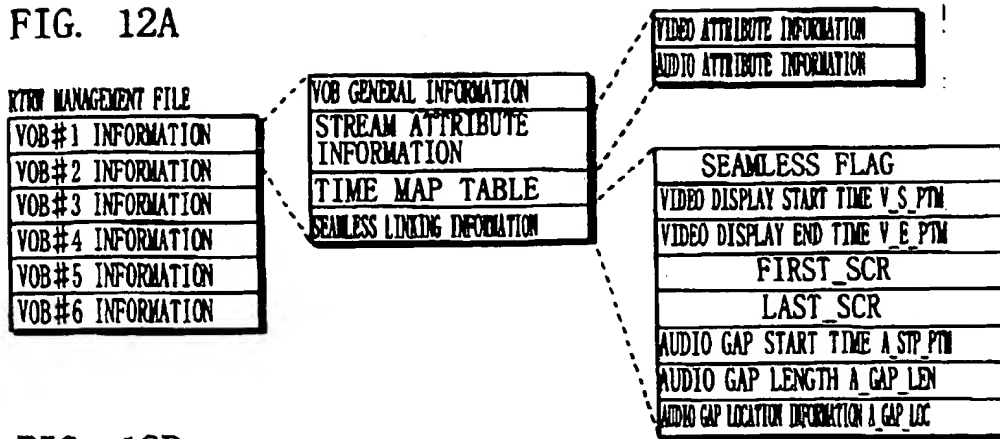 FIG. 12A
RTRW MANAGEMENT FILE
VOB#1 INFORMATION
VOB#2 INFORMATION
VOB#3 INFORMATION
VOB#4 INFORMATION
VOB#5 INFORMATION
VOB#6 INFORMATION
VOB GENERAL INFORMATION
STREAM ATTRIBUTE
INFORMATION
TIME MAP TABLE
SEAMLESS LINKING INFORMATION
VIDEO ATTRIBUTE INFORMATION
AUDIO ATTRIBUTE INFORMATION
SEAMLESS FLAG
VIDEO DISPLAY START TIME V_S_PTM
VIDEO DISPLAY END TIME V_E_PTM
FIRST_SCR
LAST_SCR
AUDIO GAP START TIME A_STP_PTM
AUDIO GAP LENGTH A_GAP_LEN
AUDIO GAP LOCATION INFORMATION A_GAP_LOC